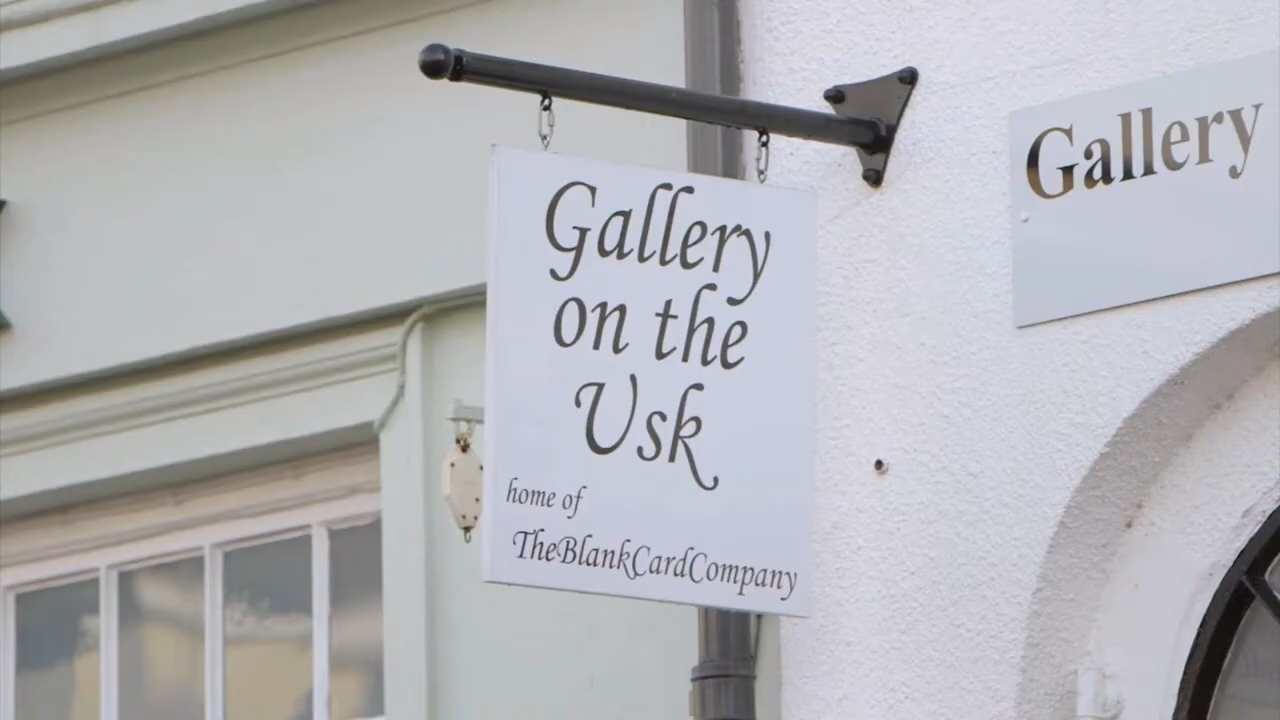 Gallery
on the
Usk
home of
TheBlankCardCompany
Gallery